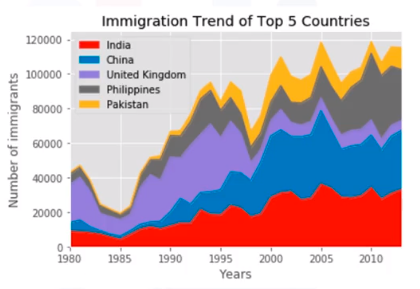 Immigration Trend of Top 5 Countries
120000
100000
80000
60000
40000
20000
0
Number of immigrants
India
China
United Kingdom
Philippines
Pakistan
1980 1985 1990 1995 2000 2005 2010
Years